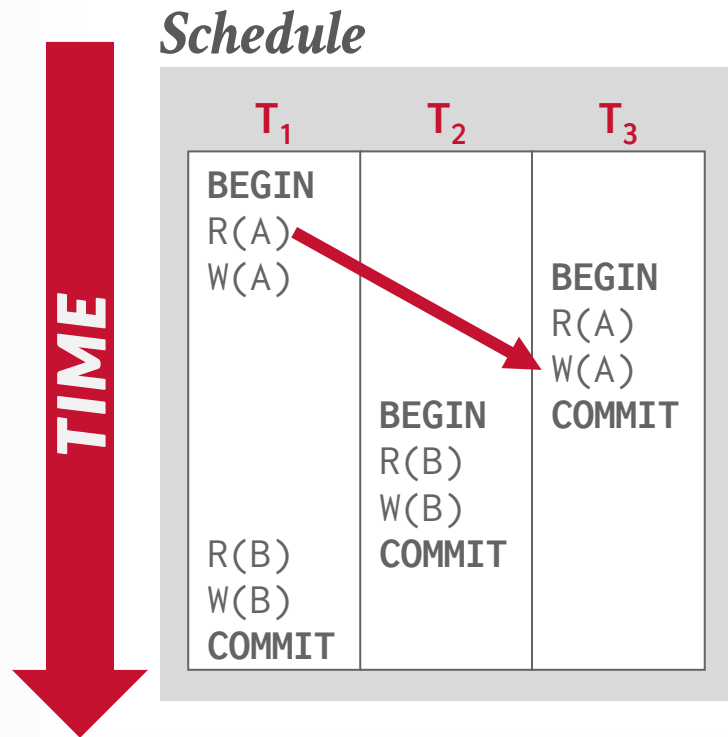 Schedule
TIME
T₁ T₂ T₃
BEGIN
R(A)
W(A) BEGIN
R(A)
W(A)
BEGIN COMMIT
R(B)
W(B)
R(B) COMMIT
W(B)
COMMIT